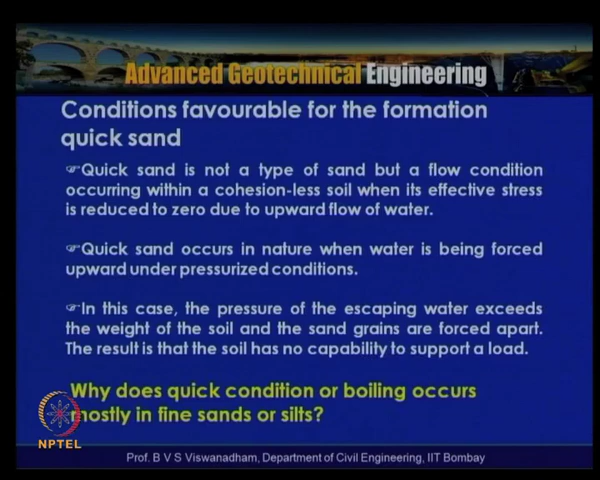 Advanced Geotechnical Engineering
Conditions favourable for the formation
quick sand
☞Quick sand is not a type of sand but a flow condition
occurring within a cohesion-less soil when its effective stress
is reduced to zero due to upward flow of water.
☞Quick sand occurs in nature when water is being forced
upward under pressurized conditions.
☞In this case, the pressure of the escaping water exceeds
the weight of the soil and the sand grains are forced apart.
The result is that the soil has no capability to support a load.
Why does quick condition or boiling occurs
mostly in fine sands or silts?
NPTEL
Prof. B V S Viswanadham, Department of Civil Engineering, IIT Bombay